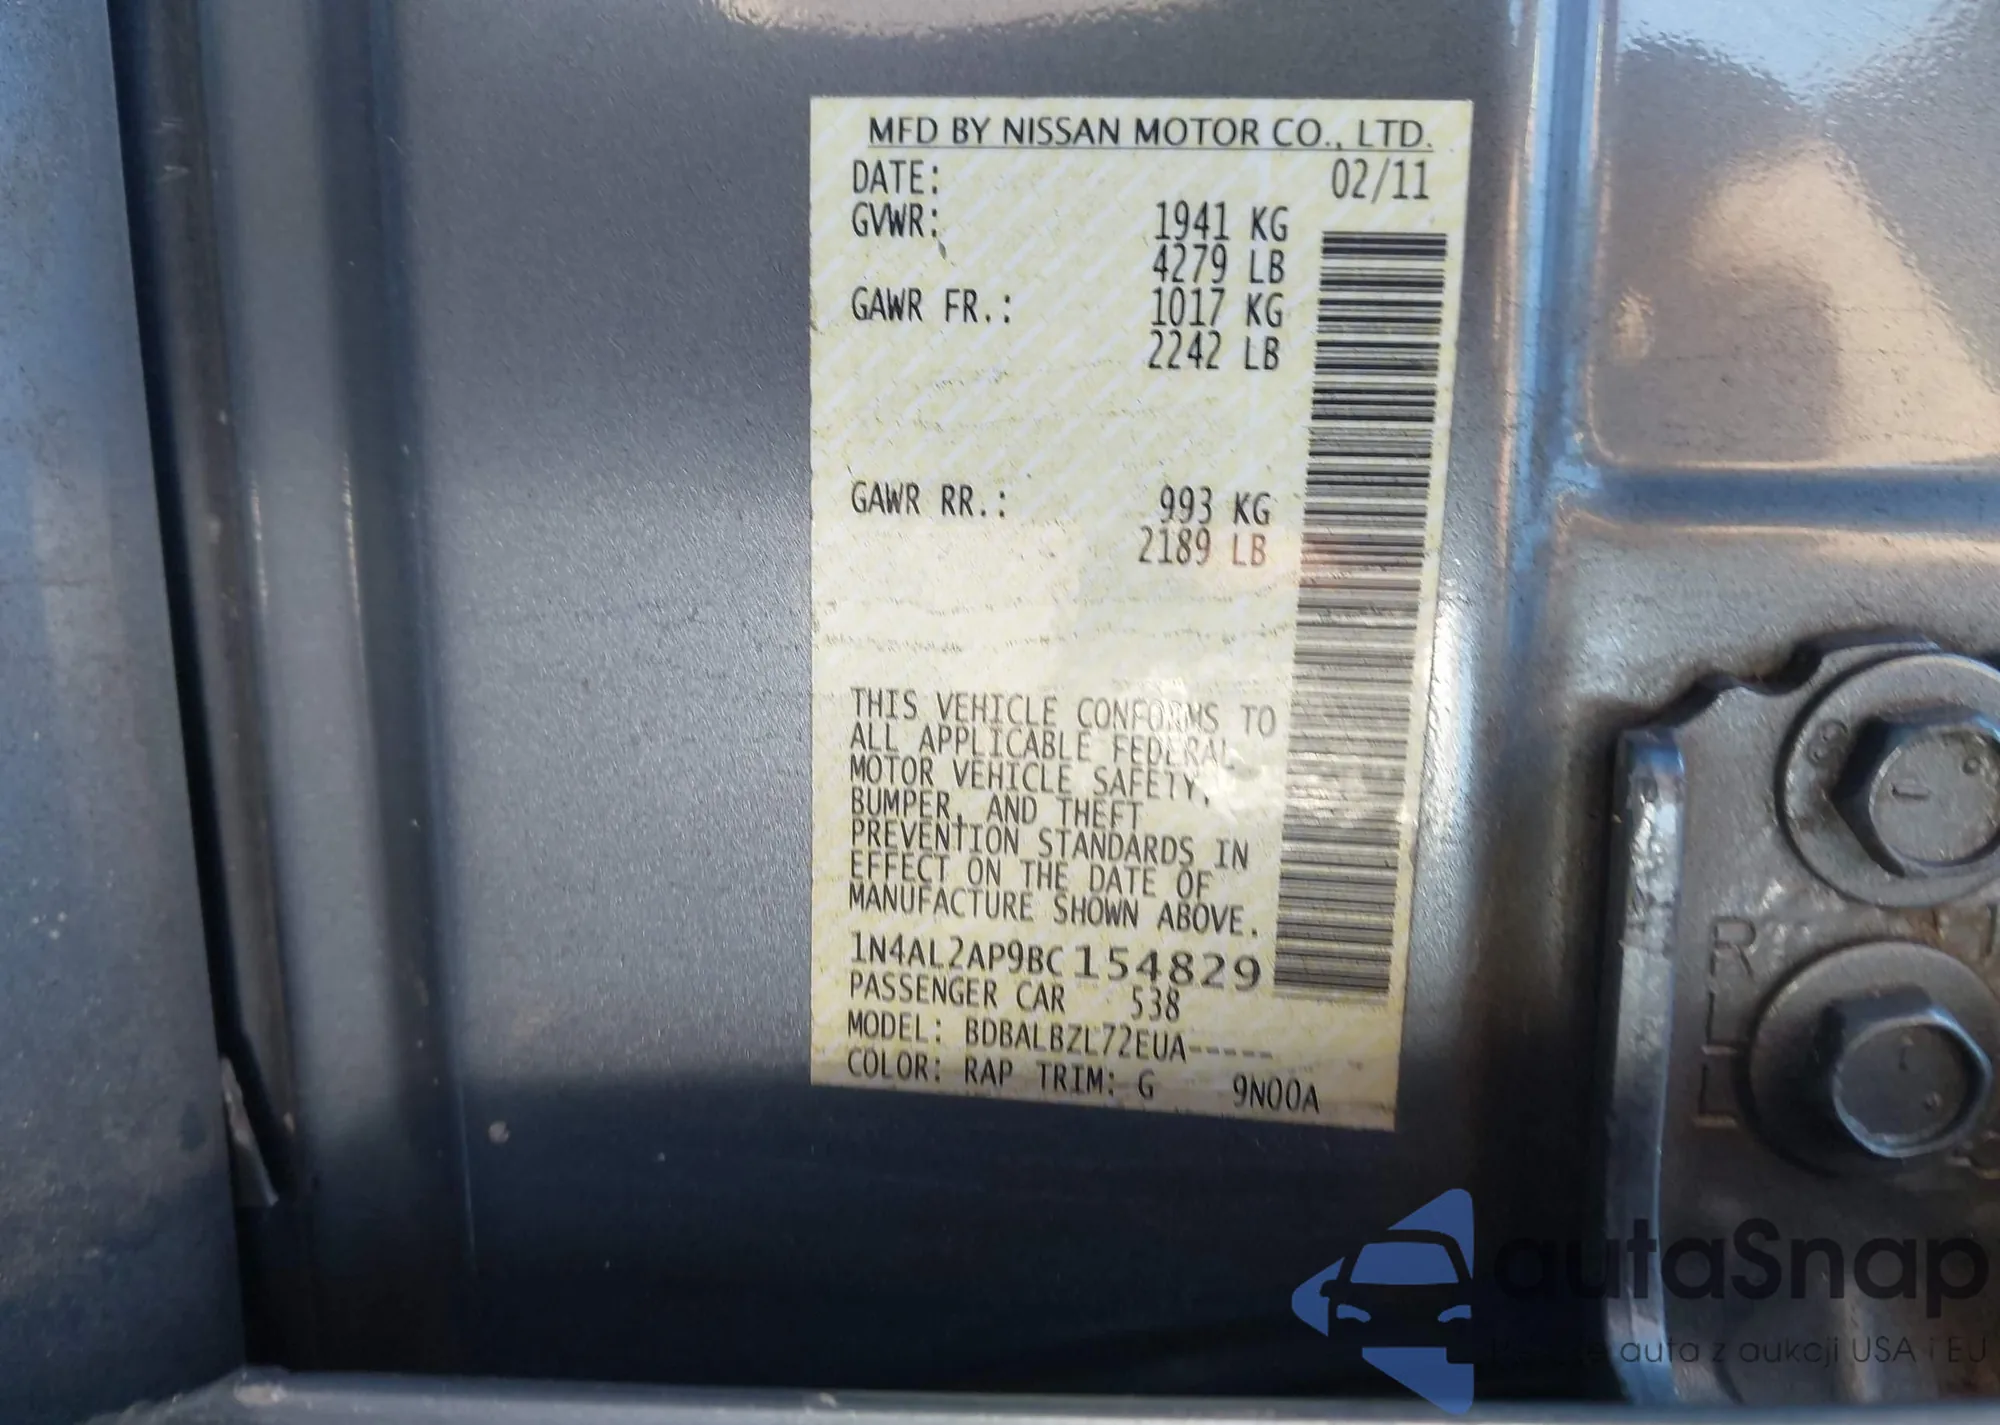 MFD BY NISSAN MOTOR CO., LTD.
DATE: 02/11
GVWR: 1941 KG
4279 LB
GAWR FR.: 1017 KG
2242 LB
GAWR RR.: 993 KG
2189 LB
THIS VEHICLE CONFORMS TO
ALL APPLICABLE FEDERAL
MOTOR VEHICLE SAFETY,
BUMPER, AND THEFT
PREVENTION STANDARDS IN
EFFECT ON THE DATE OF
MANUFACTURE SHOWN ABOVE.
1N4AL2AP9BC154829
PASSENGER CAR 538
MODEL: BDBALBZL72EUA-----
COLOR: RAP TRIM: G 9N00A
R
L
L
autaSnap
auta z aukcji USA i EU